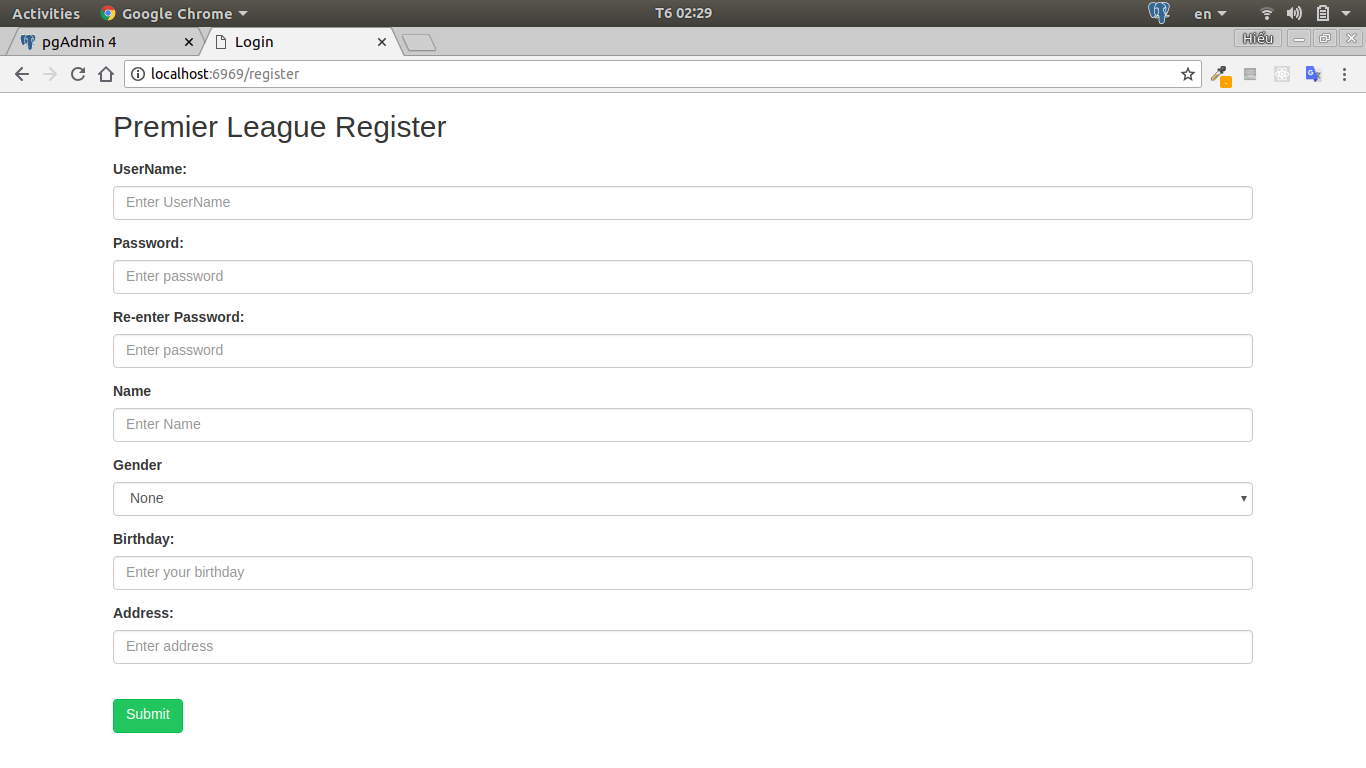 Activities Google Chrome T6 02:29 en
pgAdmin 4 Login Hiếu
localhost:6969/register
Premier League Register
UserName:
Enter UserName
Password:
Enter password
Re-enter Password:
Enter password
Name
Enter Name
Gender
None
Birthday:
Enter your birthday
Address:
Enter address
Submit